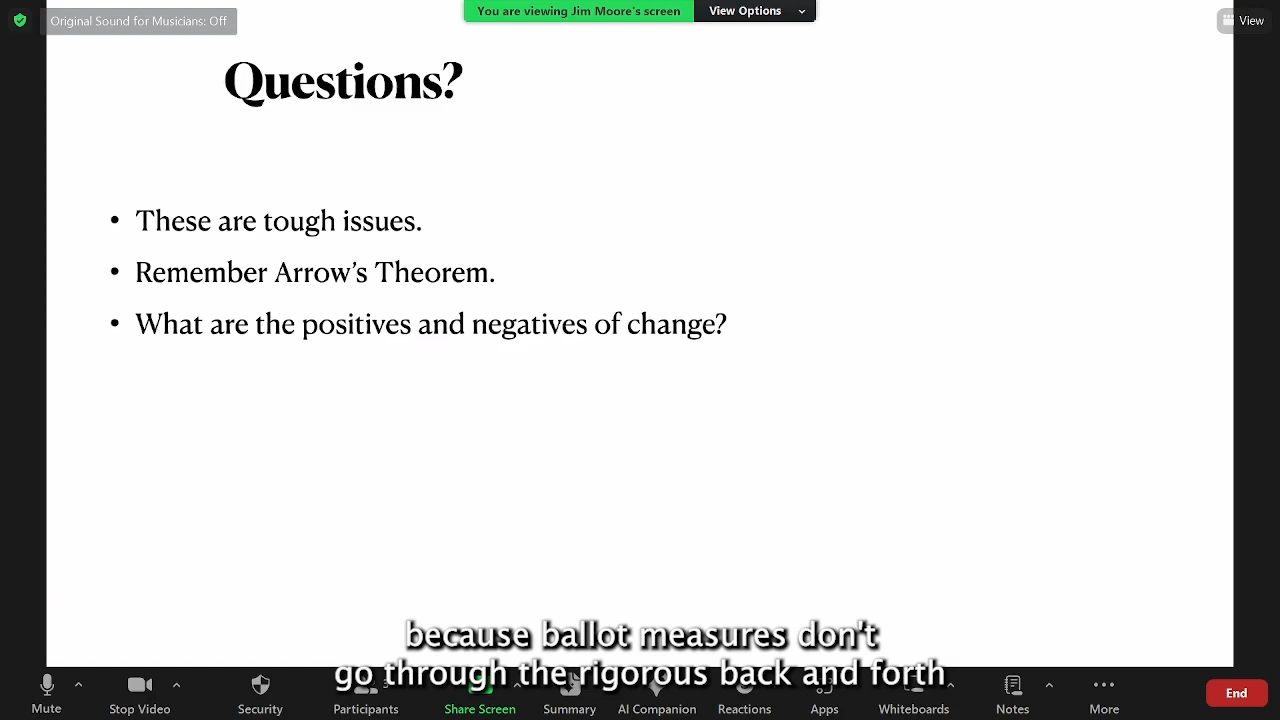 Original Sound for Musicians: Off
You are viewing Jim Moore's screen
View Options
View
Questions?
• These are tough issues.
• Remember Arrow's Theorem.
• What are the positives and negatives of change?
because ballot measures don't
go through the rigorous back and forth
Mute
Stop Video
Security
Participants
3
Share Screen
Summary
AI Companion
Reactions
Apps
Whiteboards
Notes
More
End